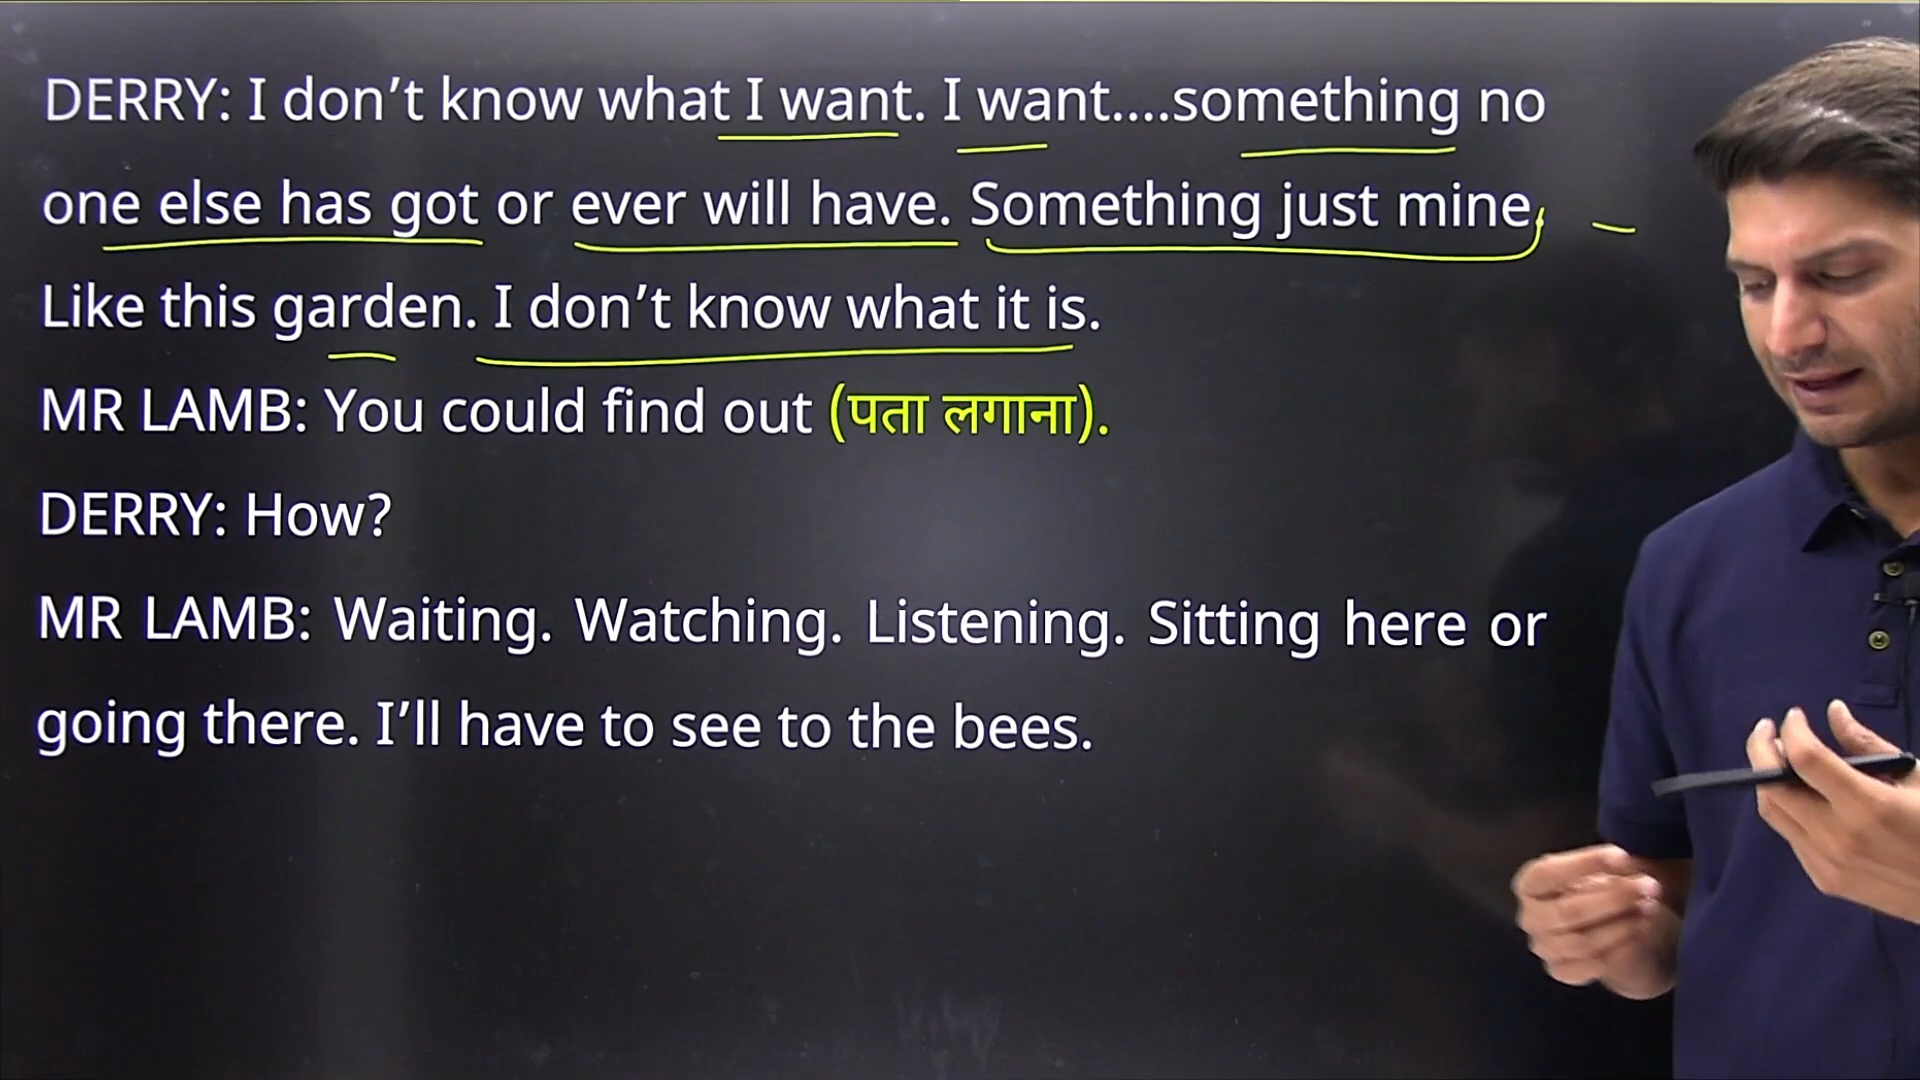 DERRY: I don’t know what I want. I want....something no
one else has got or ever will have. Something just mine,
Like this garden. I don’t know what it is.
MR LAMB: You could find out (पता लगाना).
DERRY: How?
MR LAMB: Waiting. Watching. Listening. Sitting here or
going there. I’ll have to see to the bees.